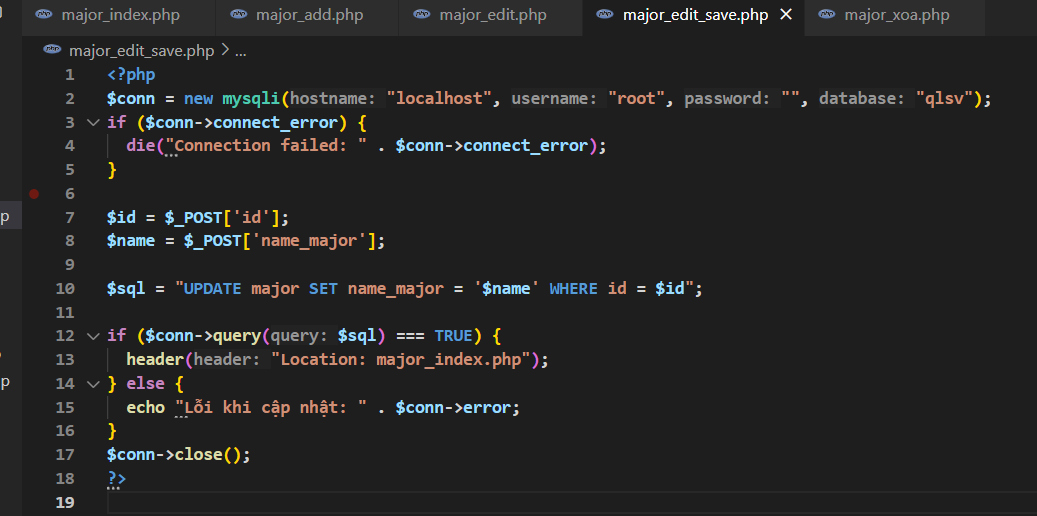 major_index.php major_add.php major_edit.php major_edit_save.php major_xoa.php
major_edit_save.php > ...
1 <?php
2 $conn = new mysqli(hostname: "localhost", username: "root", password: "", database: "qlsv");
3 if ($conn->connect_error) {
4 die("Connection failed: " . $conn->connect_error);
5 }
6
7 $id = $_POST['id'];
8 $name = $_POST['name_major'];
9
10 $sql = "UPDATE major SET name_major = '$name' WHERE id = $id";
11
12 if ($conn->query(query: $sql) === TRUE) {
13 header(header: "Location: major_index.php");
14 } else {
15 echo "Lỗi khi cập nhật: " . $conn->error;
16 }
17 $conn->close();
18 ?>
19